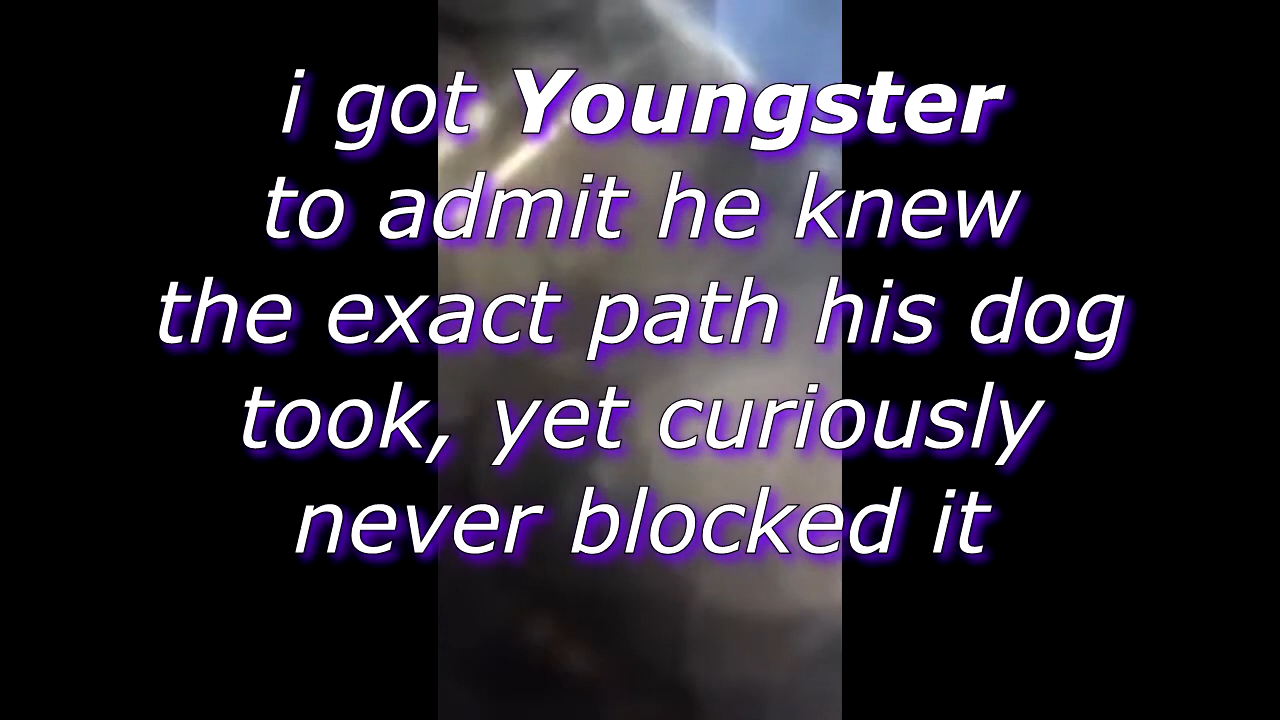 i got Youngster
to admit he knew
the exact path his dog
took, yet curiously
never blocked it